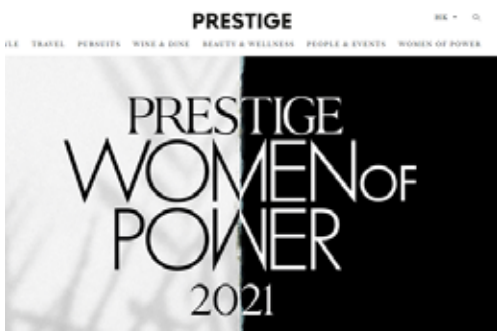 PRESTIGE
HK
TRAVEL PURSUITS WINE & DINE BEAUTY & WELLNESS PEOPLE & EVENTS WOMEN OF POWER
PRESTIGE
WOMEN OF
POWER
2021